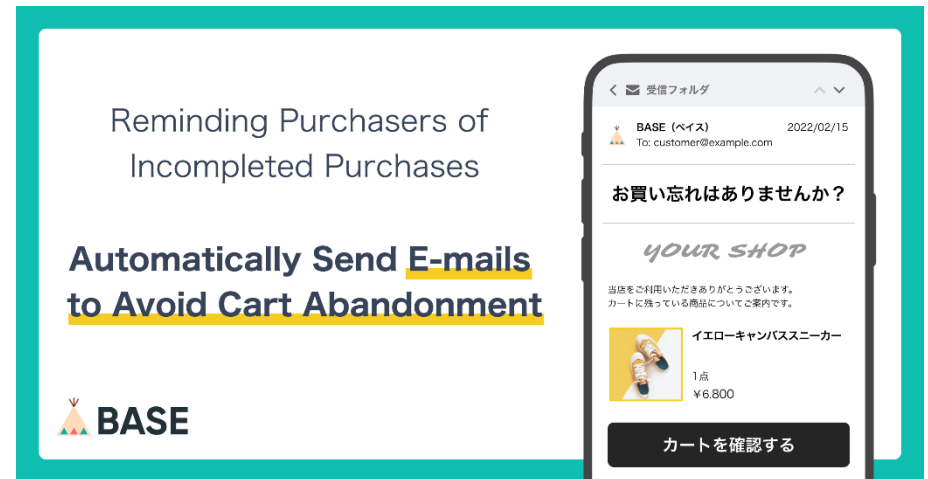 Reminding Purchasers of
Incompleted Purchases
Automatically Send E-mails
to Avoid Cart Abandonment
BASE
受信フォルダ
BASE（ベイス）
2022/02/15
To: customer@example.com
お買い忘れはありませんか？
YOUR SHOP
当店をご利用いただきありがとうございます。
カートに残っている商品についてご案内です。
イエローキャンバススニーカー
1点
￥6,800
カートを確認する